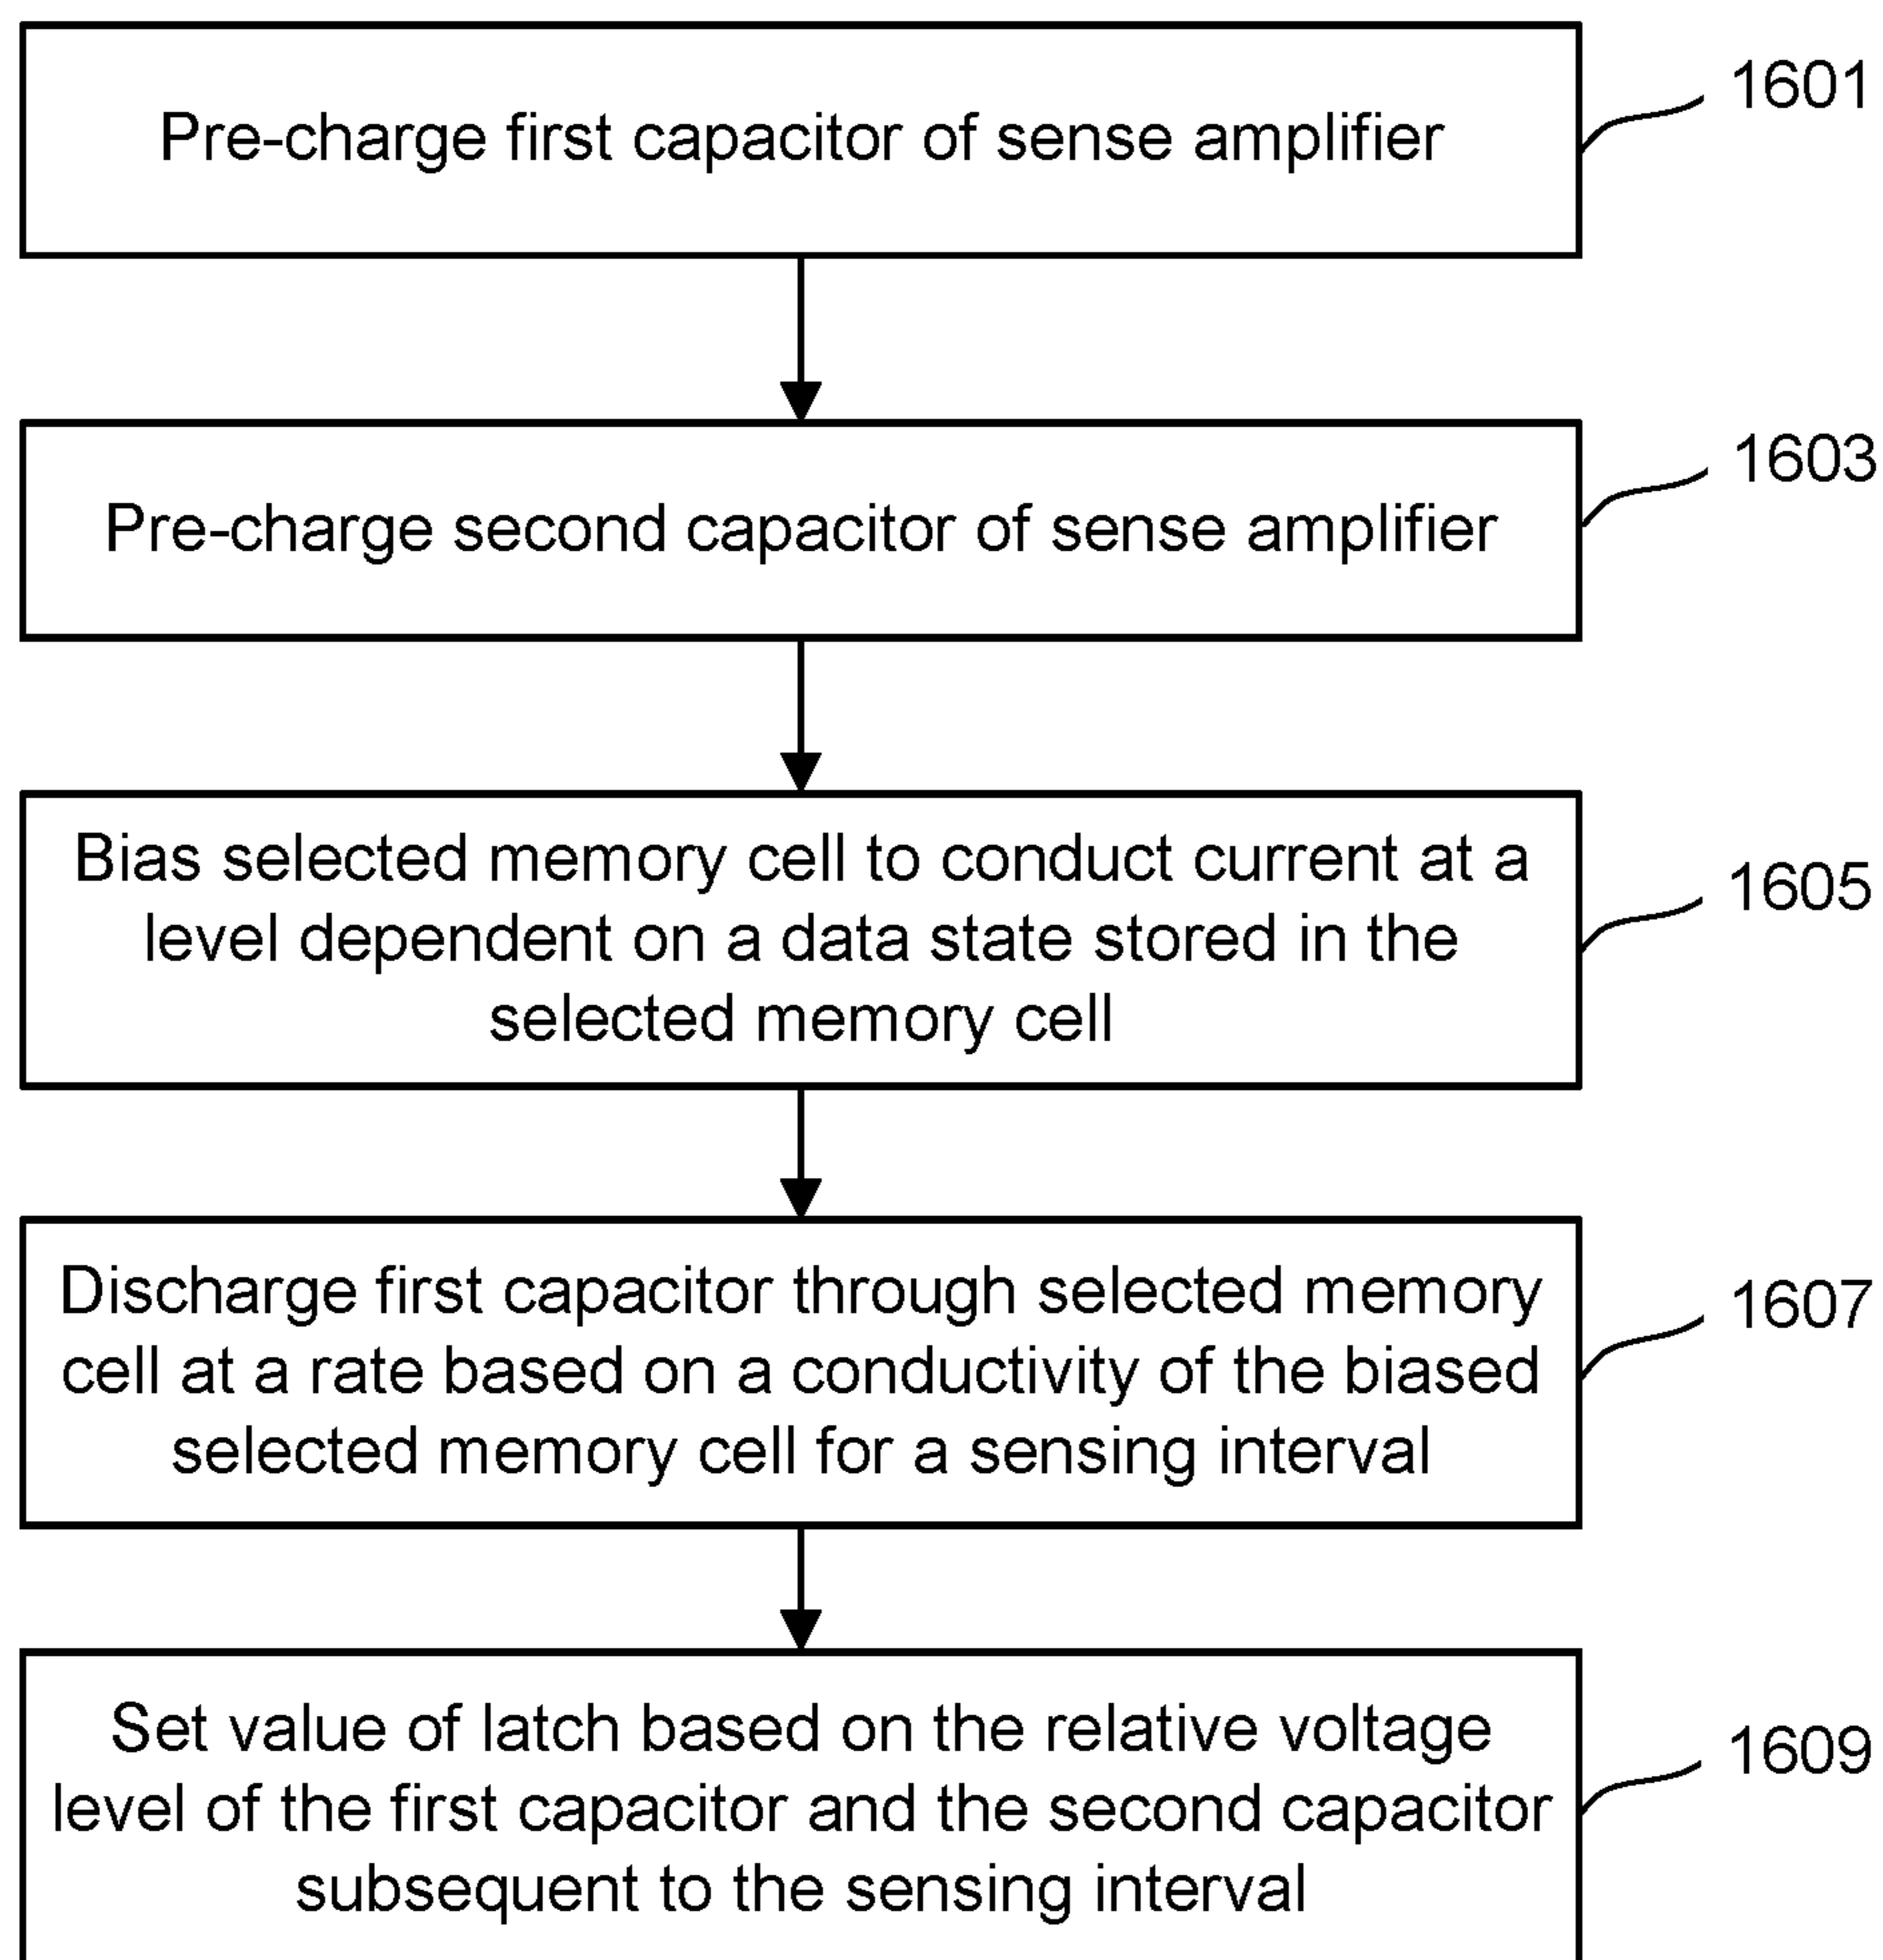 Pre-charge first capacitor of sense amplifier
1601
Pre-charge second capacitor of sense amplifier
1603
Bias selected memory cell to conduct current at a
level dependent on a data state stored in the
selected memory cell
1605
Discharge first capacitor through selected memory
cell at a rate based on a conductivity of the biased
selected memory cell for a sensing interval
1607
Set value of latch based on the relative voltage
level of the first capacitor and the second capacitor
subsequent to the sensing interval
1609